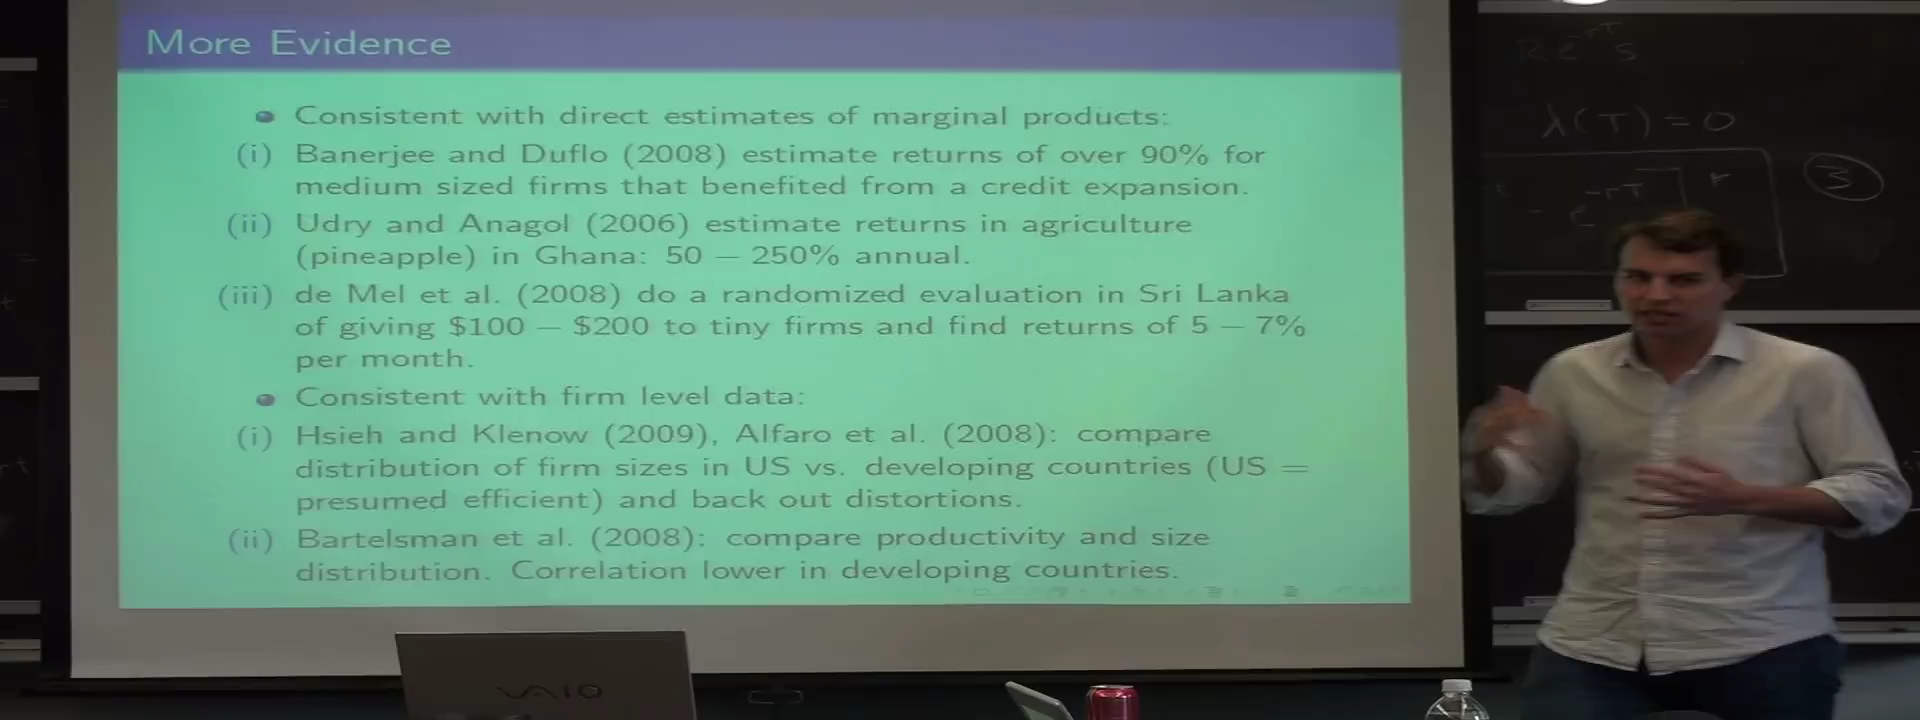 More Evidence
Consistent with direct estimates of marginal products:
(i) Banerjee and Duflo (2008) estimate returns of over 90% for
medium sized firms that benefited from a credit expansion.
(ii) Udry and Anagol (2006) estimate returns in agriculture
(pineapple) in Ghana: 50 – 250% annual.
(iii) de Mel et al. (2008) do a randomized evaluation in Sri Lanka
of giving $100 – $200 to tiny firms and find returns of 5 – 7%
per month.
Consistent with firm level data:
(i) Hsieh and Klenow (2009), Alfaro et al. (2008): compare
distribution of firm sizes in US vs. developing countries (US =
presumed efficient) and back out distortions.
(ii) Bartelsman et al. (2008): compare productivity and size
distribution. Correlation lower in developing countries.
λ(T) = 0
- e^-rT
r
3
VAIO